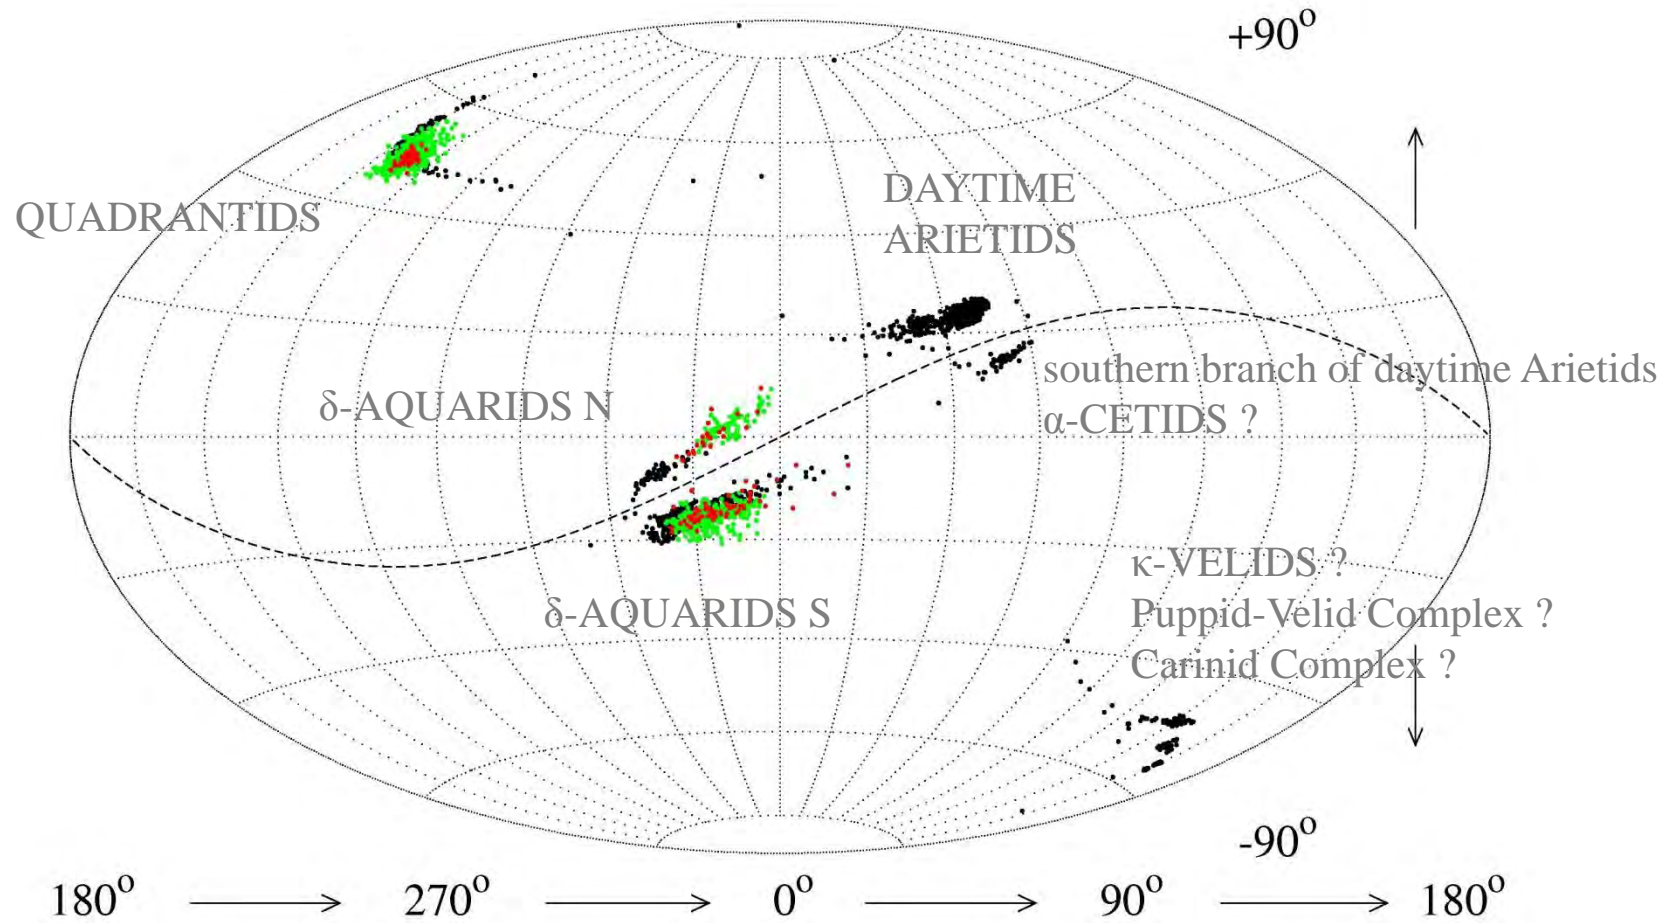 +90°
QUADRANTIDS
DAYTIME
ARIETIDS
δ-AQUARIDS N
southern branch of daytime Arietids
α-CETIDS ?
δ-AQUARIDS S
κ-VELIDS ?
Puppid-Velid Complex ?
Carinid Complex ?
-90°
180° 270° 0° 90° 180°